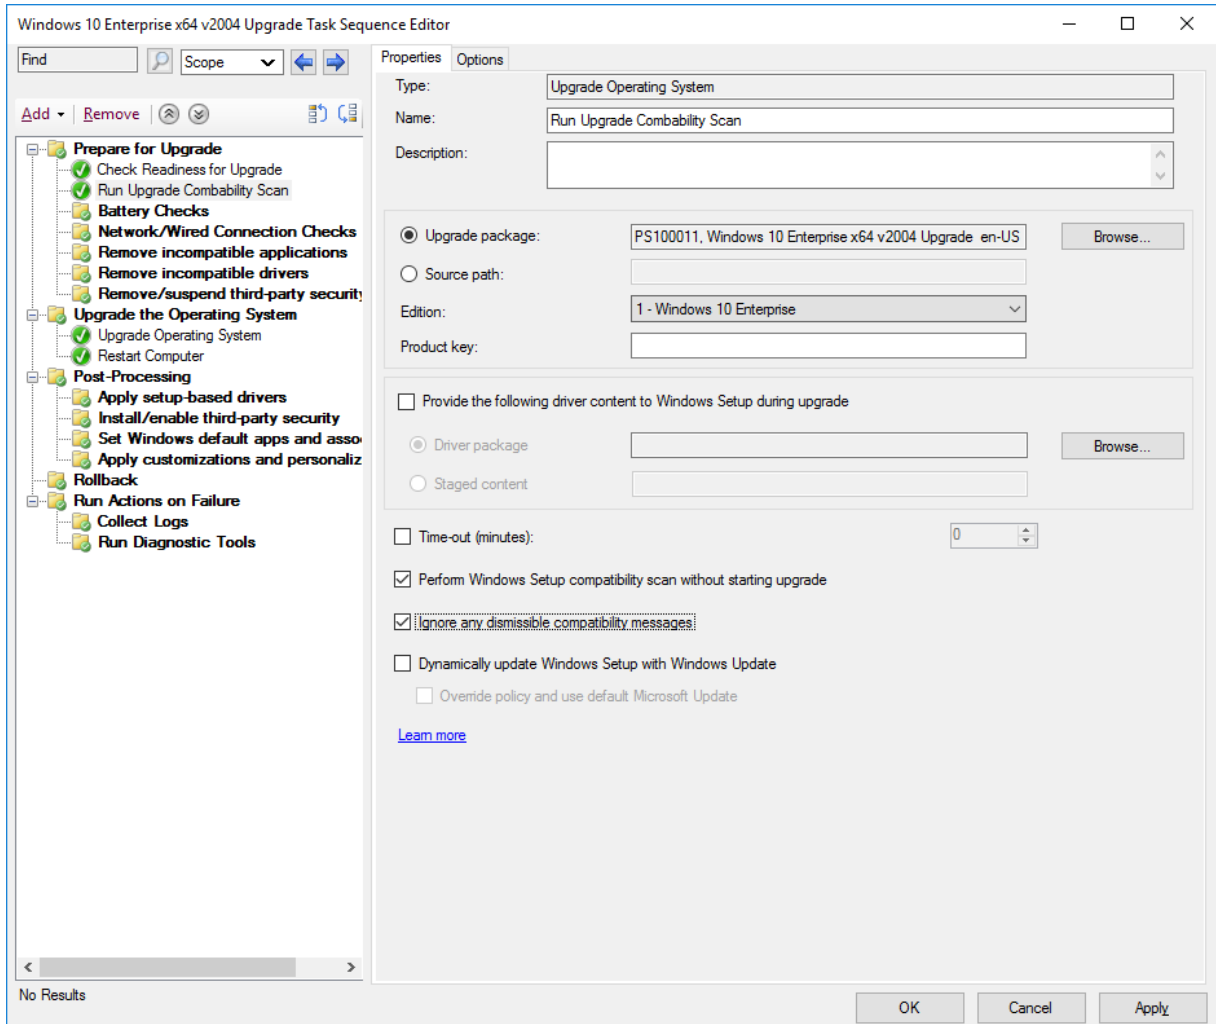 Windows 10 Enterprise x64 v2004 Upgrade Task Sequence Editor
Find
Scope
Add
Remove
Prepare for Upgrade
Check Readiness for Upgrade
Run Upgrade Combability Scan
Battery Checks
Network/Wired Connection Checks
Remove incompatible applications
Remove incompatible drivers
Remove/suspend third-party security
Upgrade the Operating System
Upgrade Operating System
Restart Computer
Post-Processing
Apply setup-based drivers
Install/enable third-party security
Set Windows default apps and asso
Apply customizations and personaliz
Rollback
Run Actions on Failure
Collect Logs
Run Diagnostic Tools
No Results
Properties
Options
Type:
Upgrade Operating System
Name:
Run Upgrade Combability Scan
Description:
Upgrade package:
PS100011, Windows 10 Enterprise x64 v2004 Upgrade en-US
Browse...
Source path:
Edition:
1 - Windows 10 Enterprise
Product key:
Provide the following driver content to Windows Setup during upgrade
Driver package
Browse...
Staged content
Time-out (minutes):
0
Perform Windows Setup compatibility scan without starting upgrade
Ignore any dismissible compatibility messages
Dynamically update Windows Setup with Windows Update
Override policy and use default Microsoft Update
Learn more
OK
Cancel
Apply